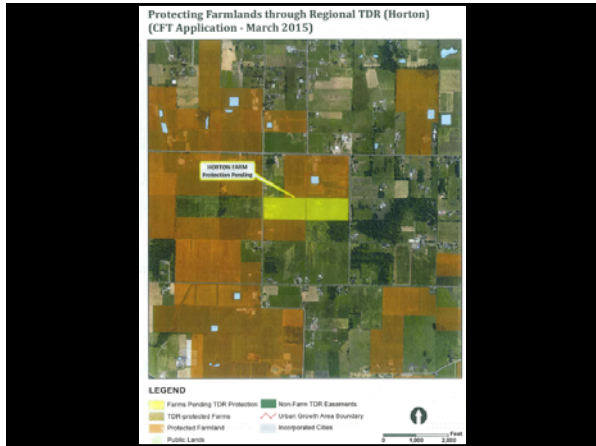 Protecting Farmlands through Regional TDR (Horton)
(CFT Application - March 2015)
HORTON FARM
Protection Pending
LEGEND
Farms Pending TDR Protection
Non-Farm TDR Easements
TDR-protected Farms
Urban Growth Area Boundary
Protected Farmland
Incorporated Cities
Public Lands
Feet
0 1,000 2,000